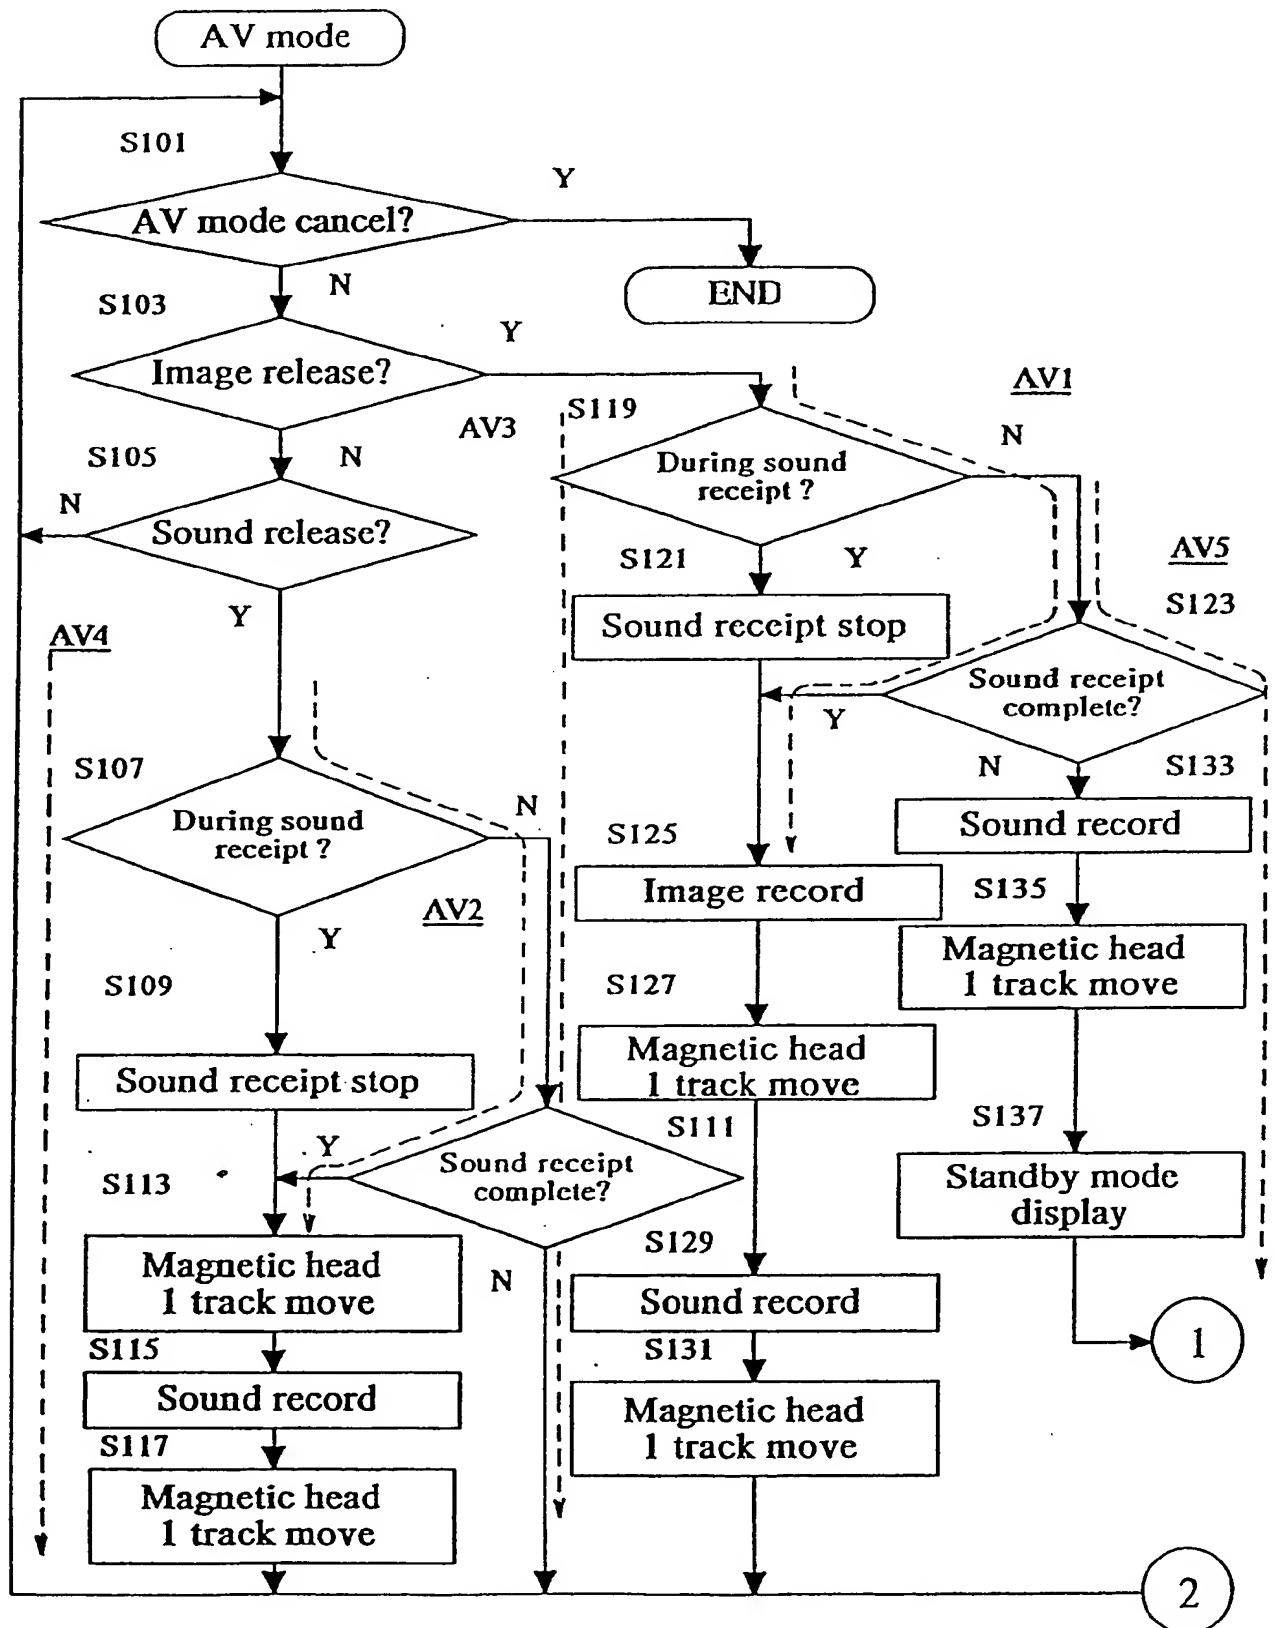 AV mode
S101
Y
AV mode cancel?
N
END
S103
Y
Image release?
AV1
S119
AV3
N
S105
N
During sound
receipt ?
N
Sound release?
S121
Y
AV5
S123
Y
Sound receipt stop
AV4
Sound receipt
complete?
Y
S107
N
S133
N
During sound
receipt ?
S125
Sound record
Image record
S135
AV2
Y
Magnetic head
1 track move
S109
S127
Magnetic head
1 track move
Sound receipt stop
S111
S137
Y
Sound receipt
complete?
S113
Standby mode
display
S129
Magnetic head
1 track move
N
Sound record
1
S115
S131
Sound record
Magnetic head
1 track move
S117
Magnetic head
1 track move
2